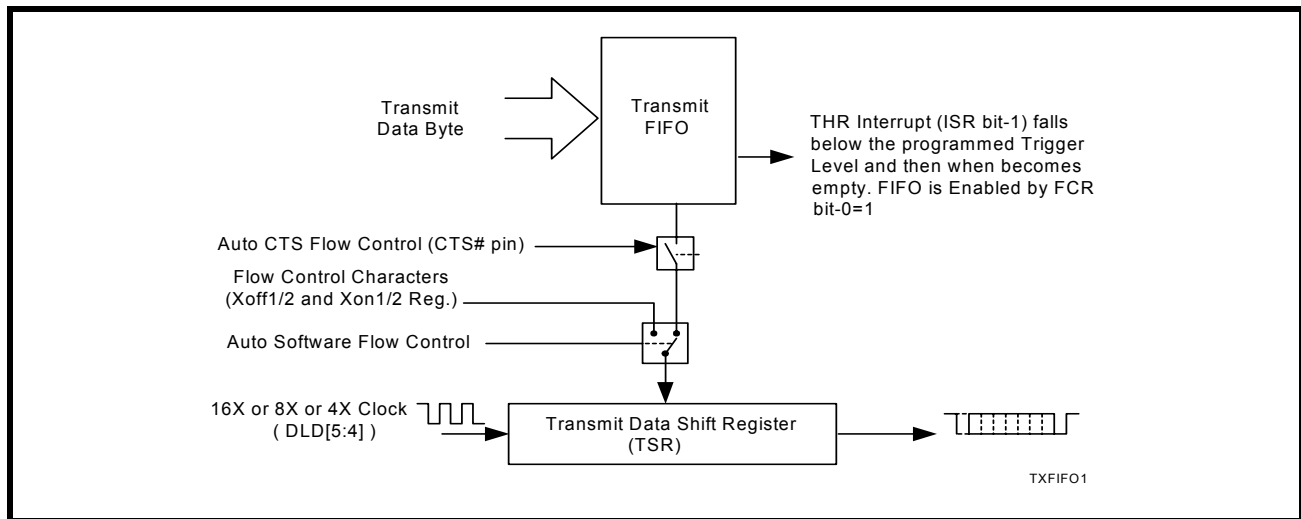 Transmit
Data Byte
Transmit
FIFO
THR Interrupt (ISR bit-1) falls
below the programmed Trigger
Level and then when becomes
empty. FIFO is Enabled by FCR
bit-0=1
Auto CTS Flow Control (CTS# pin)
Flow Control Characters
(Xoff1/2 and Xon1/2 Reg.)
Auto Software Flow Control
16X or 8X or 4X Clock
( DLD[5:4] )
Transmit Data Shift Register
(TSR)
TXFIFO1